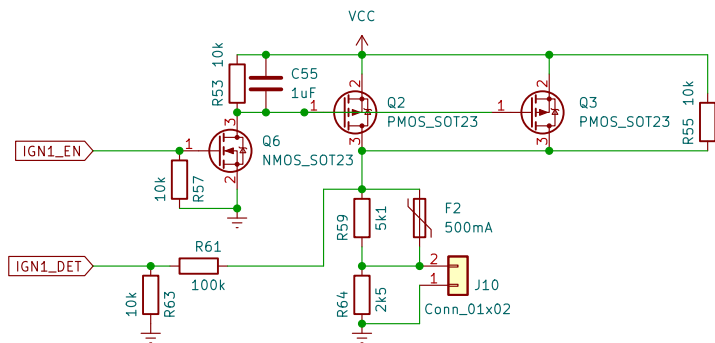 VCC
R53 10k
C55
1uF
1
2
3
Q2
PMOS_SOT23
1
2
3
Q3
PMOS_SOT23
R55 10k
IGN1_EN
1
3
2
Q6
NMOS_SOT23
10k
R57
R59
5k1
F2
500mA
IGN1_DET
R61
100k
10k
R63
R64
2k5
2
1
J10
Conn_01x02